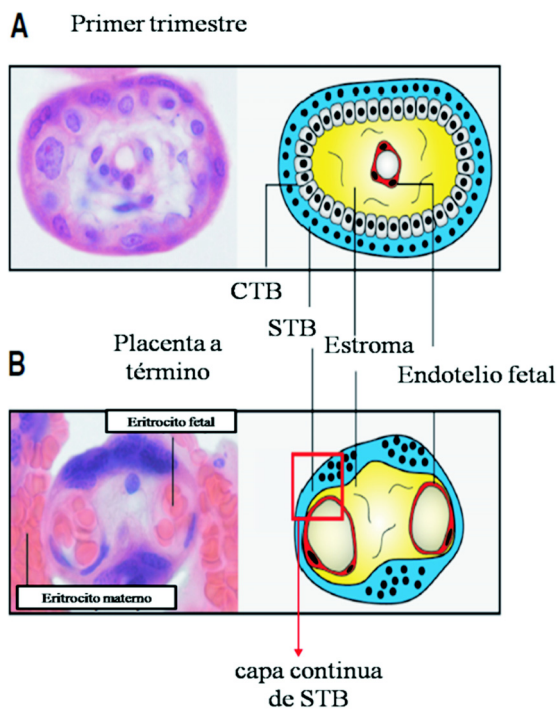 A
Primer trimestre
CTB
STB
Estroma
Endotelio fetal
B
Placenta a
término
Eritrocito fetal
Eritrocito materno
capa continua
de STB